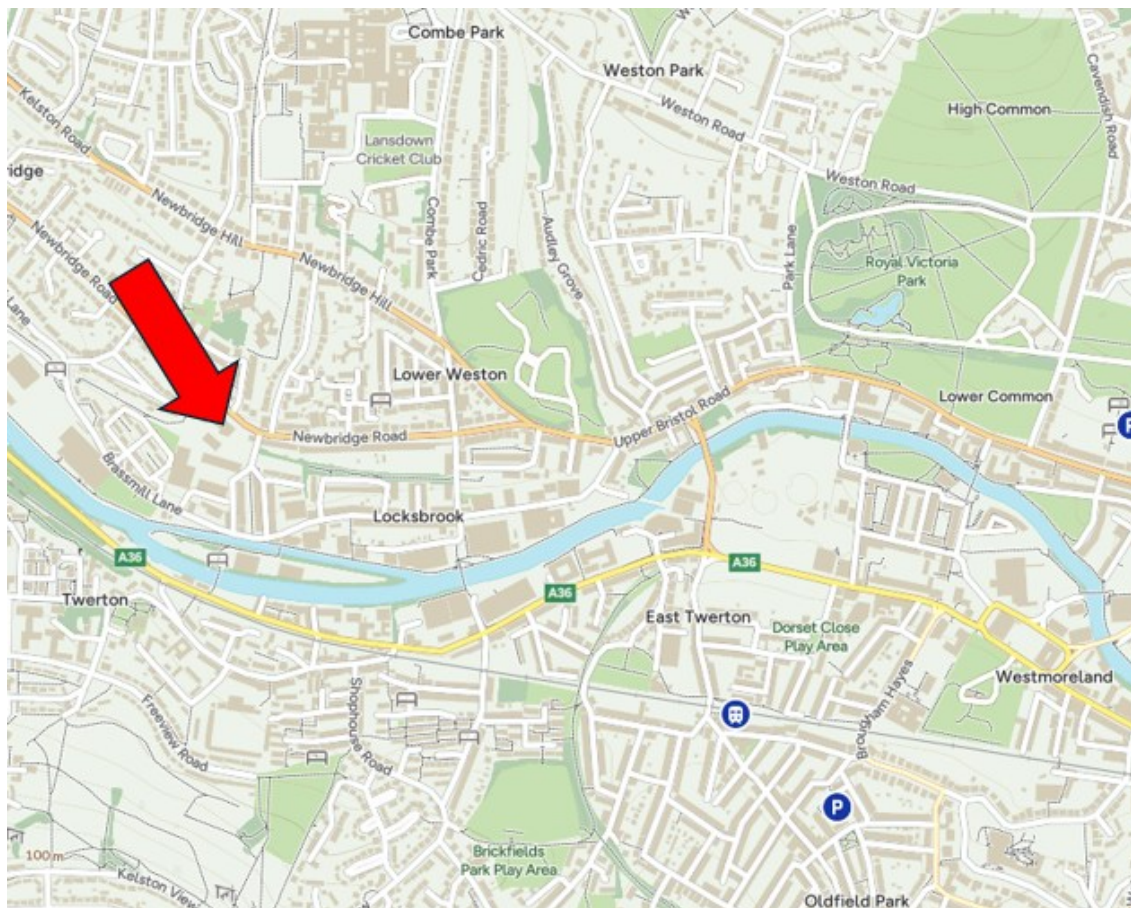 Combe Park
Weston Park
Weston Road
High Common
Cavendish Road
Kelston Road
Lansdown
Cricket Club
ridge
Weston Road
Newbridge Hill
Combe Park
Cedric Road
Audley Grove
Park Lane
Royal Victoria
Park
Newbridge Road
Newbridge Hill
Lane
Lower Weston
Lower Common
P
Upper Bristol Road
Newbridge Road
Brassmill Lane
Locksbrook
A36
A36
A36
Twerton
East Twerton
Dorset Close
Play Area
Westmoreland
Brougham Hayes
Shophouse Road
Freeview Road
P
100 m
Brickfields
Park Play Area
Kelston View
Oldfield Park